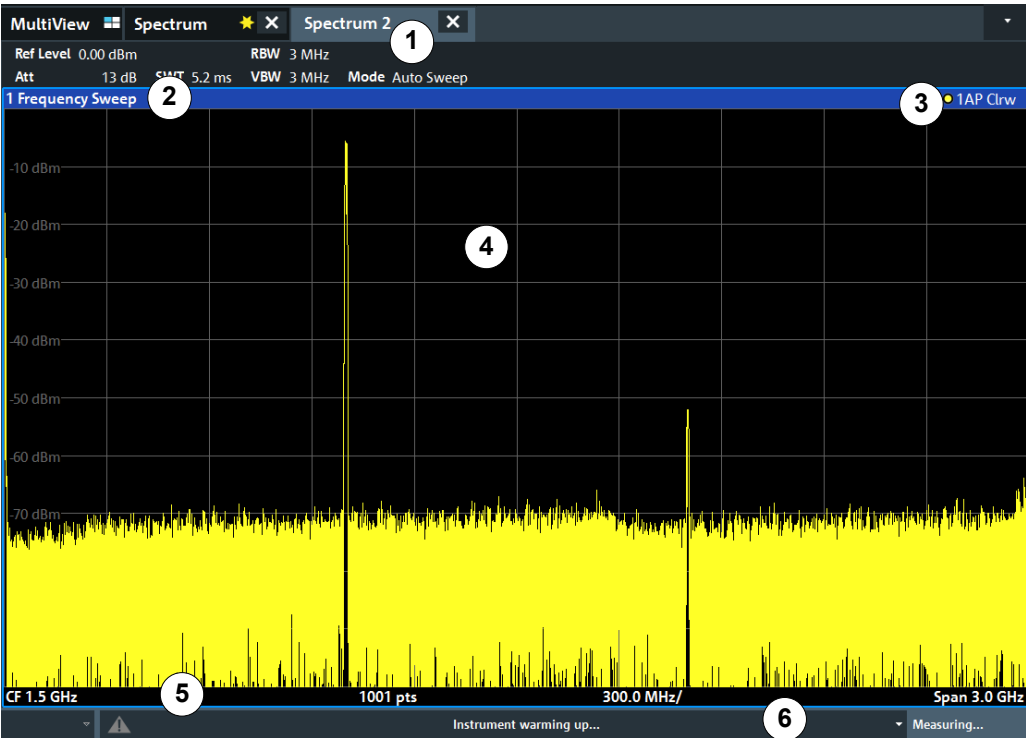 MultiView Spectrum Spectrum 2
1
Ref Level 0.00 dBm RBW 3 MHz
Att 13 dB SWT 5.2 ms VBW 3 MHz Mode Auto Sweep
1 Frequency Sweep 2 3 1AP Clrw
-10 dBm
-20 dBm
4
-30 dBm
-40 dBm
-50 dBm
-60 dBm
-70 dBm
CF 1.5 GHz 5 1001 pts 300.0 MHz/ Span 3.0 GHz
Instrument warming up... 6 Measuring...